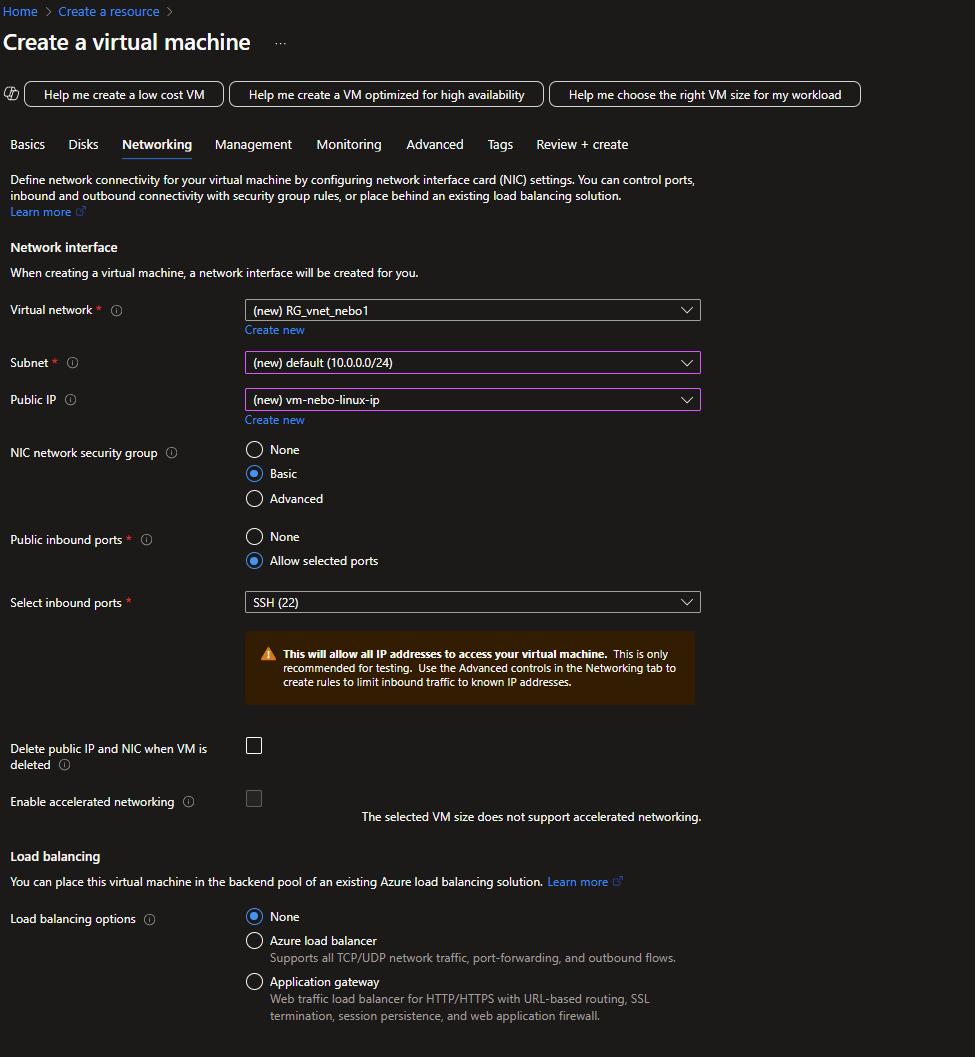 Home > Create a resource >
Create a virtual machine ...
Help me create a low cost VM Help me create a VM optimized for high availability Help me choose the right VM size for my workload
Basics Disks Networking Management Monitoring Advanced Tags Review + create
Define network connectivity for your virtual machine by configuring network interface card (NIC) settings. You can control ports,
inbound and outbound connectivity with security group rules, or place behind an existing load balancing solution.
Learn more
Network interface
When creating a virtual machine, a network interface will be created for you.
Virtual network * (new) RG_vnet_nebo1
Create new
Subnet * (new) default (10.0.0.0/24)
Public IP (new) vm-nebo-linux-ip
Create new
NIC network security group None
Basic
Advanced
Public inbound ports * None
Allow selected ports
Select inbound ports * SSH (22)
This will allow all IP addresses to access your virtual machine. This is only
recommended for testing. Use the Advanced controls in the Networking tab to
create rules to limit inbound traffic to known IP addresses.
Delete public IP and NIC when VM is
deleted
Enable accelerated networking
The selected VM size does not support accelerated networking.
Load balancing
You can place this virtual machine in the backend pool of an existing Azure load balancing solution. Learn more
Load balancing options None
Azure load balancer
Supports all TCP/UDP network traffic, port-forwarding, and outbound flows.
Application gateway
Web traffic load balancer for HTTP/HTTPS with URL-based routing, SSL
termination, session persistence, and web application firewall.